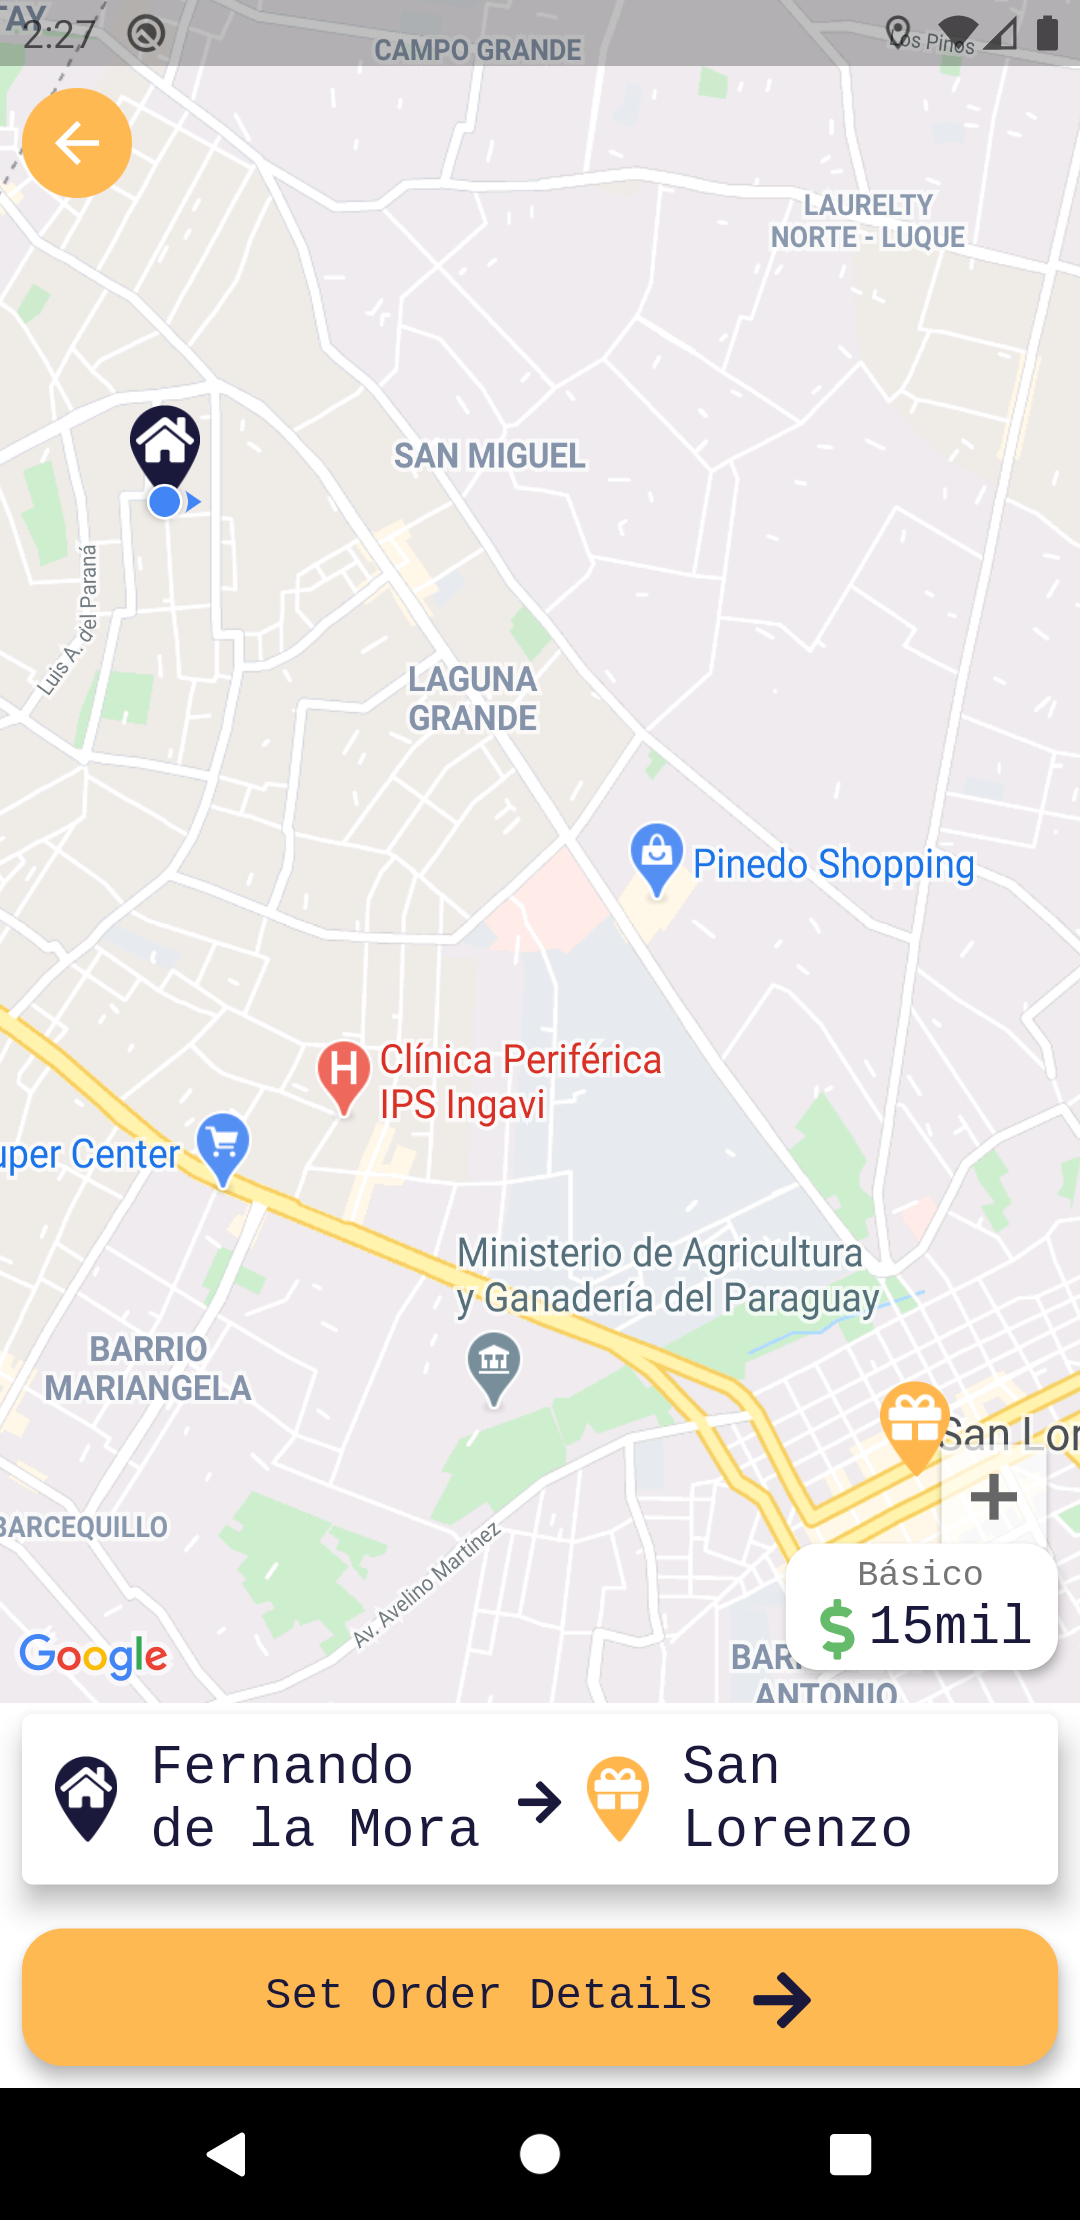 TAY
2:27
CAMPO GRANDE
Los Pinos
LAURELTY
NORTE - LUQUE
SAN MIGUEL
Luis A. del Paraná
LAGUNA
GRANDE
Pinedo Shopping
Clínica Periférica
IPS Ingavi
uper Center
Ministerio de Agricultura
y Ganadería del Paraguay
BARRIO
MARIANGELA
San Lor
BARCEQUILLO
Av. Avelino Martínez
Básico
$ 15mil
Google
BARR
ANTONIO
Fernando
de la Mora
San
Lorenzo
Set Order Details